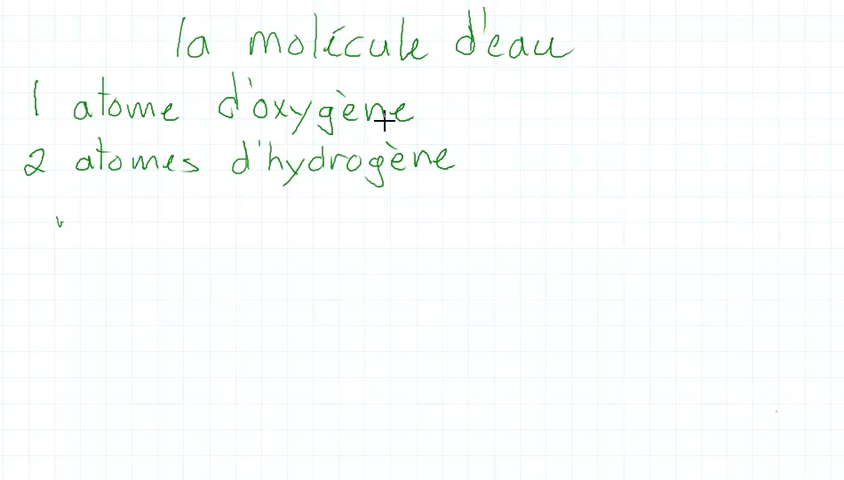 la molécule d'eau
1 atome d'oxygène
2 atomes d'hydrogène